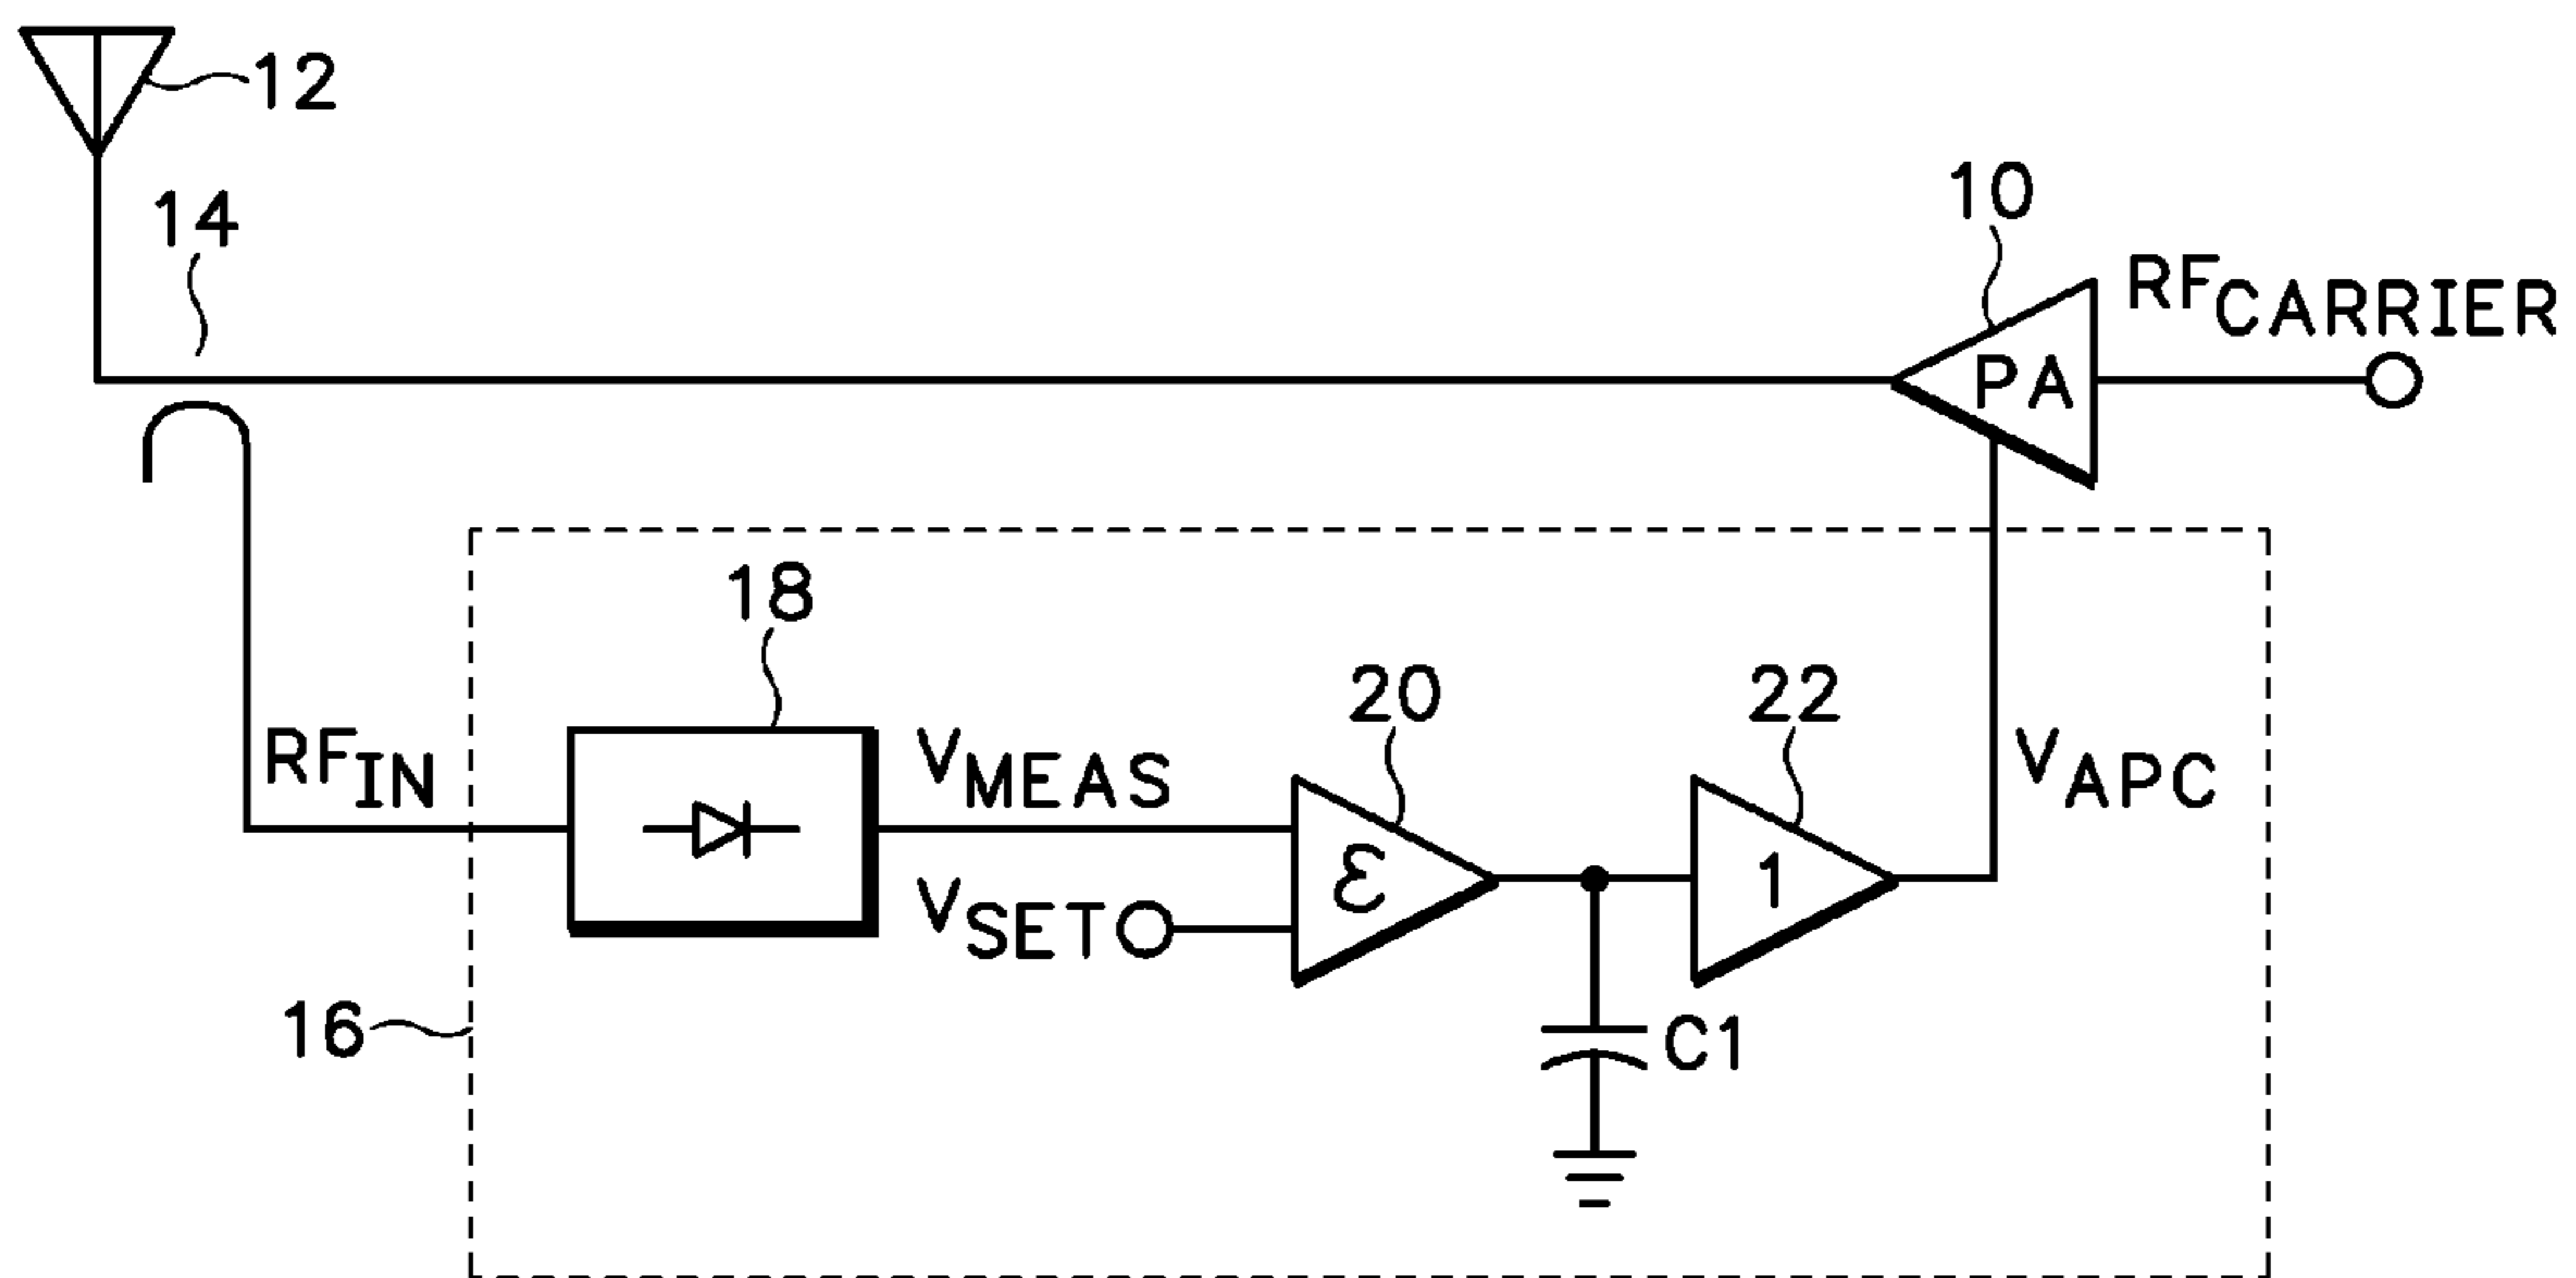 12
14
10
RFCARRIER
PA
18
20
22
RFIN
VMEAS
VAPC
ε
1
VSET
16
C1